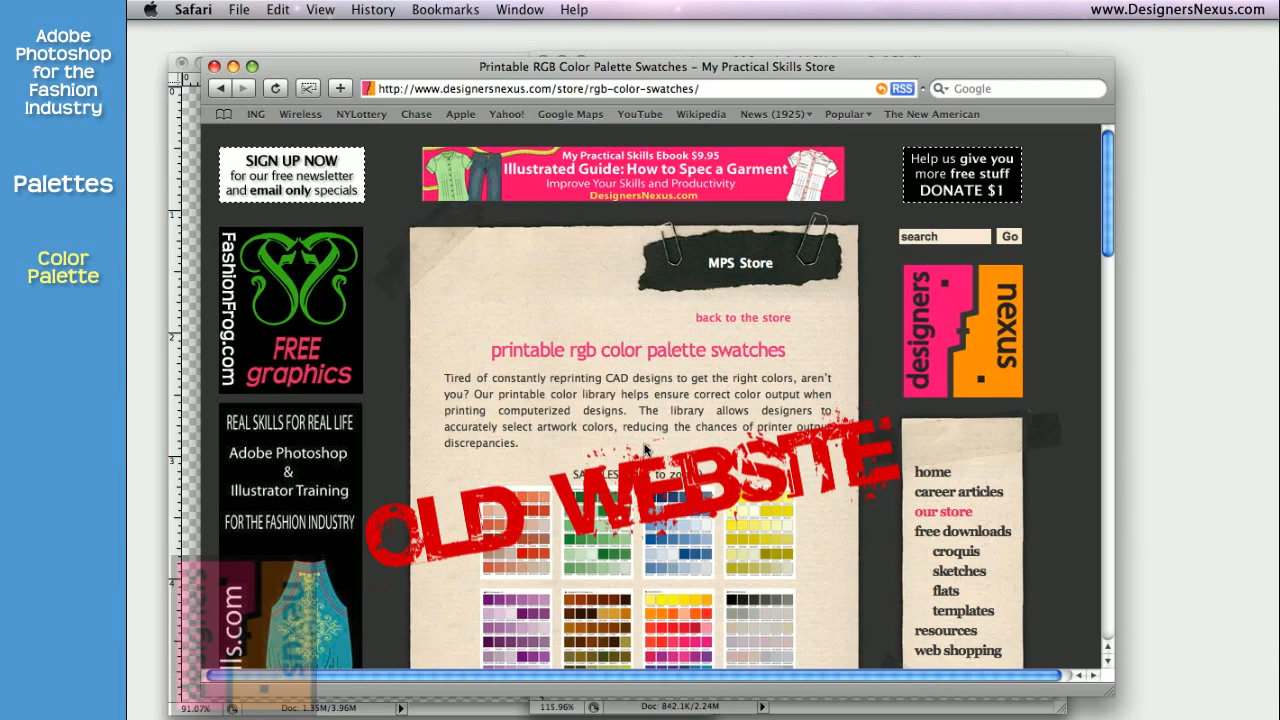 Safari File Edit View History Bookmarks Window Help
www.DesignersNexus.com
Adobe
Photoshop
for the
Fashion
Industry
Palettes
Color
Palette
Printable RGB Color Palette Swatches – My Practical Skills Store
http://www.designersnexus.com/store/rgb-color-swatches/
RSS
Google
ING Wireless NYLottery Chase Apple Yahoo! Google Maps YouTube Wikipedia News (1925) Popular The New American
SIGN UP NOW
for our free newsletter
and email only specials
My Practical Skills Ebook $9.95
Illustrated Guide: How to Spec a Garment
Improve Your Skills and Productivity
DesignersNexus.com
Help us give you
more free stuff
DONATE $1
FashionFrog.com
FREE
graphics
REAL SKILLS FOR REAL LIFE
Adobe Photoshop
&
Illustrator Training
FOR THE FASHION INDUSTRY
MPS Store
back to the store
printable rgb color palette swatches
Tired of constantly reprinting CAD designs to get the right colors, aren't
you? Our printable color library helps ensure correct color output when
printing computerized designs. The library allows designers to
accurately select artwork colors, reducing the chances of printer output
discrepancies.
OLD WEBSITE
search Go
designers
nexus
home
career articles
our store
free downloads
croquis
sketches
flats
templates
resources
web shopping
91.07% Doc: 1.35M/3.96M
115.96% Doc: 842.1K/2.24M